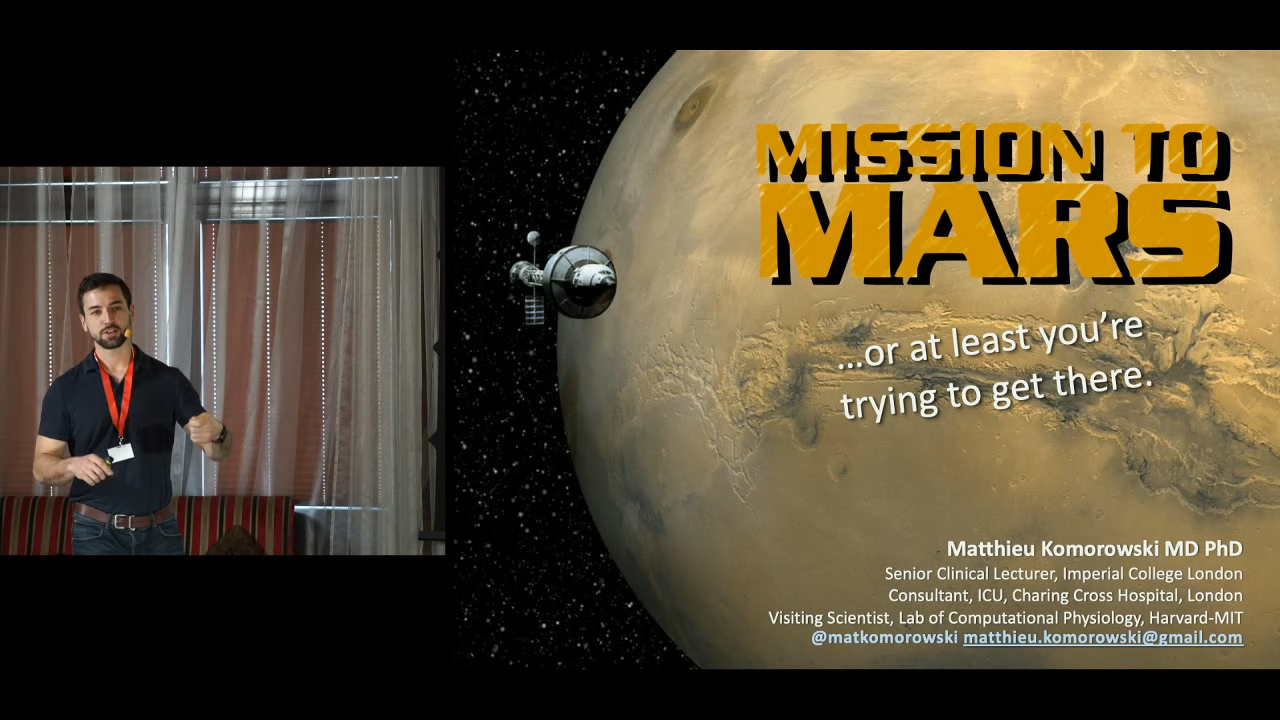 MISSION TO
MARS
...or at least you're
trying to get there.
Matthieu Komorowski MD PhD
Senior Clinical Lecturer, Imperial College London
Consultant, ICU, Charing Cross Hospital, London
Visiting Scientist, Lab of Computational Physiology, Harvard-MIT
@matkomorowski matthieu.komorowski@gmail.com